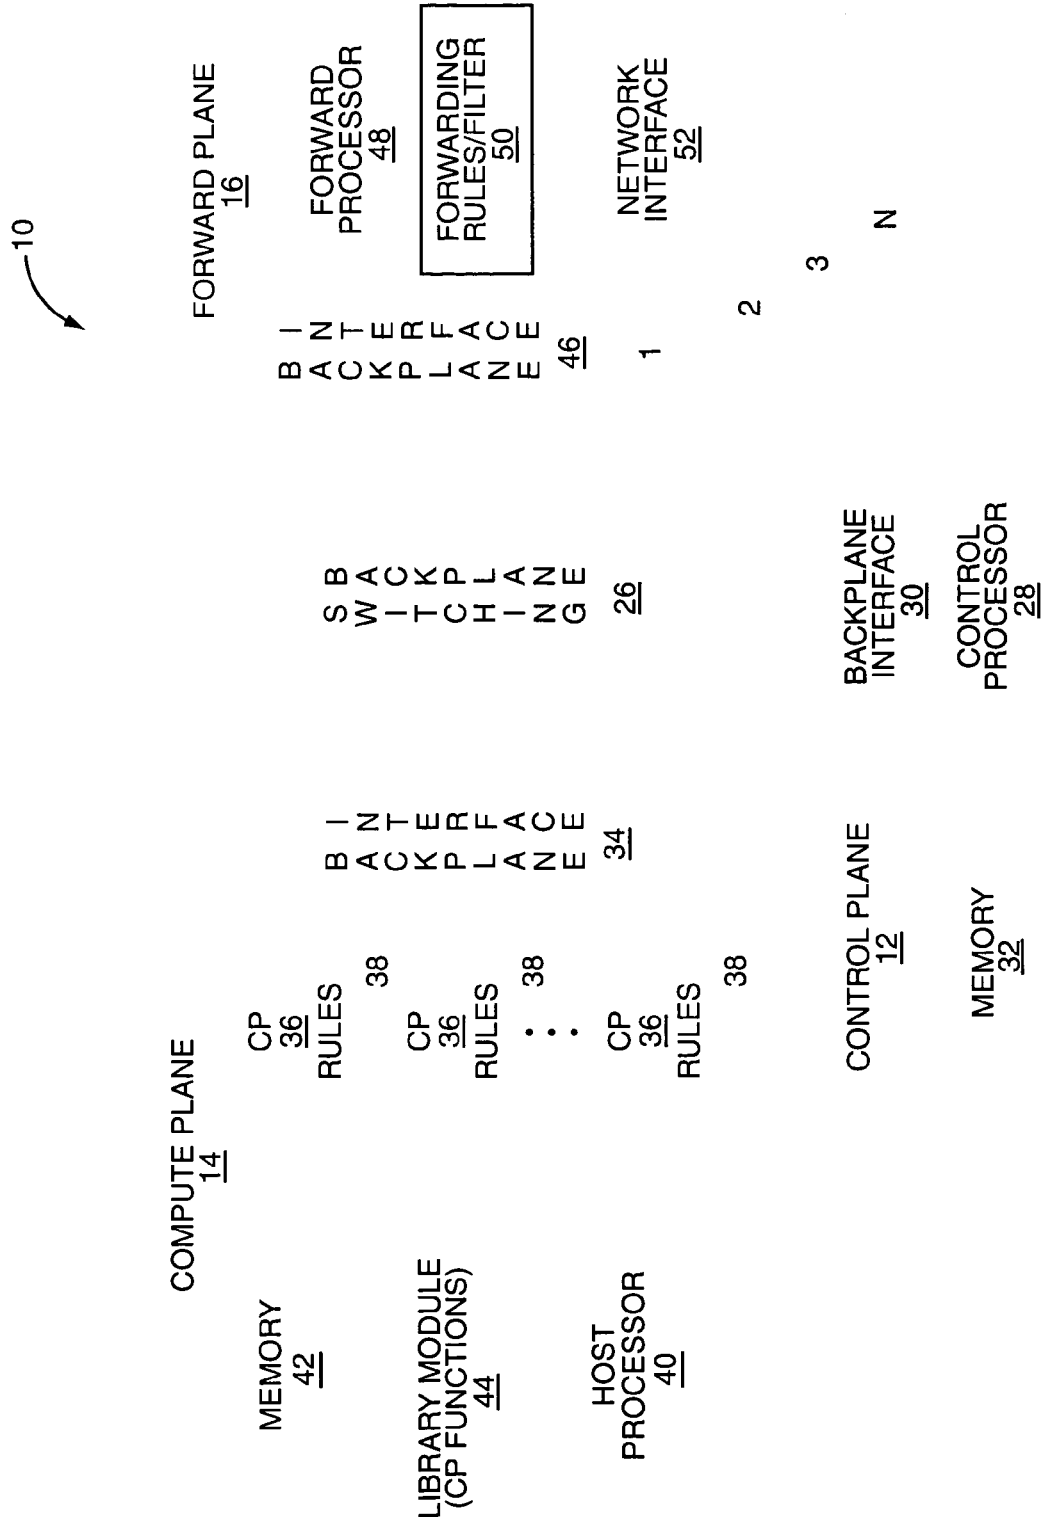 10
COMPUTE PLANE
14
FORWARD PLANE
16
MEMORY
42
LIBRARY MODULE
(CP FUNCTIONS)
44
HOST
PROCESSOR
40
CP
36
RULES
38
CP
36
RULES
38
CP
36
RULES
38
BACKPLANE
INTERFACE
34
SWITCHING
BACKPLANE
26
BACKPLANE
INTERFACE
46
FORWARD
PROCESSOR
48
FORWARDING
RULES/FILTER
50
NETWORK
INTERFACE
52
1
2
3
N
CONTROL PLANE
12
MEMORY
32
BACKPLANE
INTERFACE
30
CONTROL
PROCESSOR
28